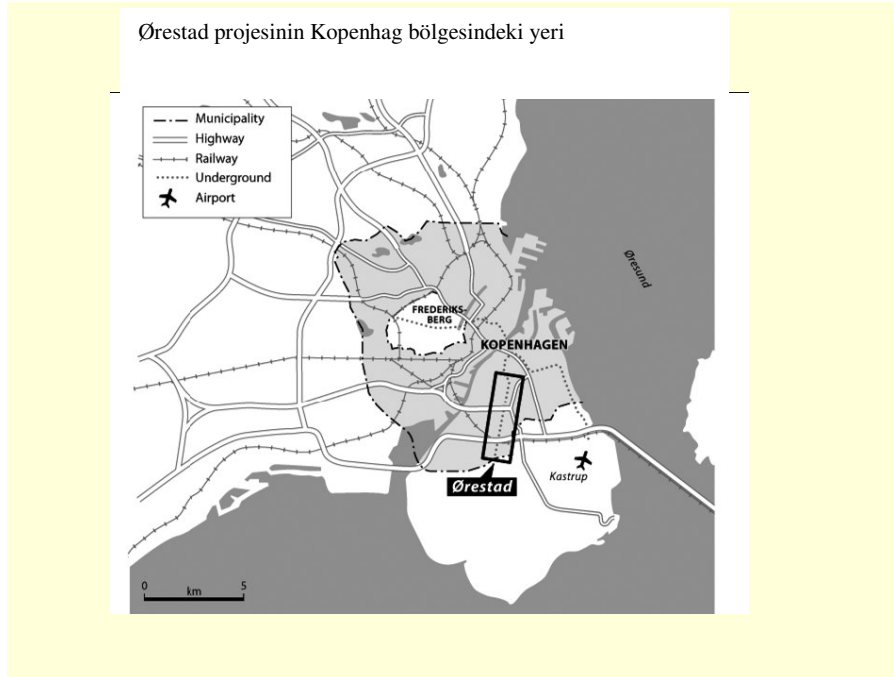 Ørestad projesinin Kopenhag bölgesindeki yeri
Municipality
Highway
Railway
Underground
Airport
Øresund
FREDERIKS-
BERG
KOPENHAGEN
Kastrup
Ørestad
0 km 5